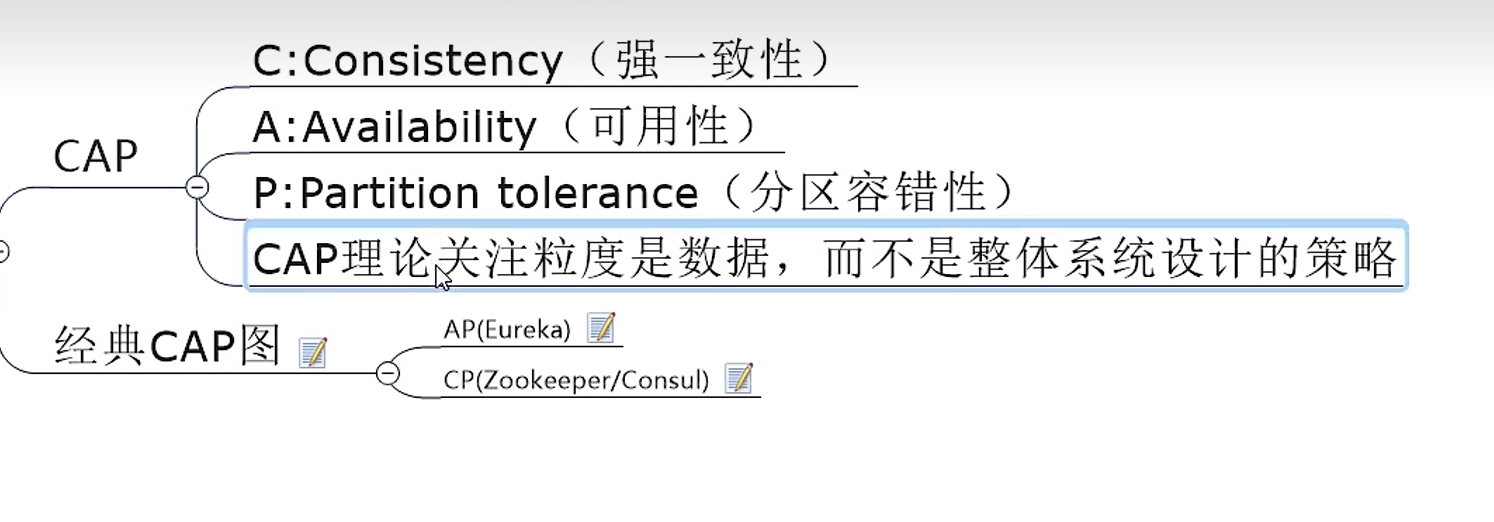 C:Consistency（强一致性）
A:Availability（可用性）
CAP
P:Partition tolerance（分区容错性）
CAP理论关注粒度是数据，而不是整体系统设计的策略
经典CAP图
AP(Eureka)
CP(Zookeeper/Consul)